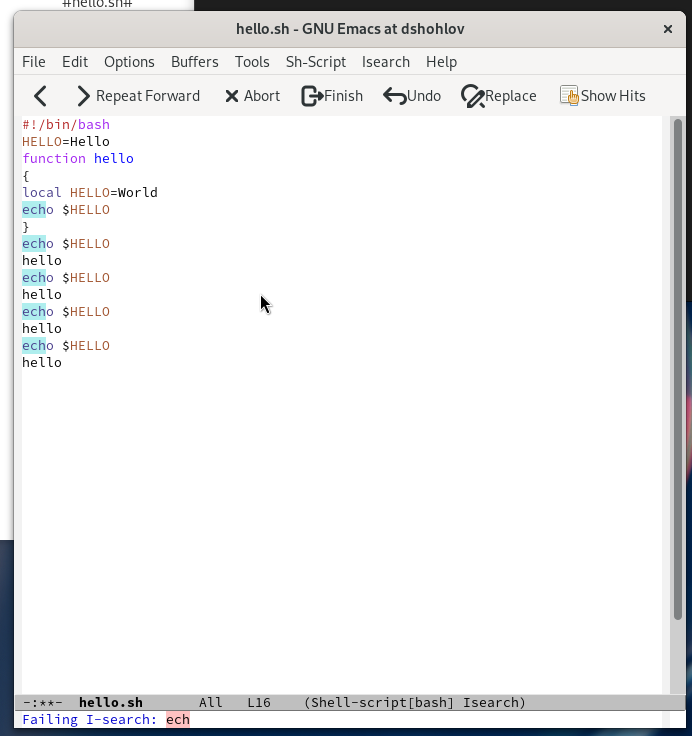 #hello.sh#
hello.sh - GNU Emacs at dshohlov
File Edit Options Buffers Tools Sh-Script Isearch Help
Repeat Forward Abort Finish Undo Replace Show Hits
#!/bin/bash
HELLO=Hello
function hello
{
local HELLO=World
echo $HELLO
}
echo $HELLO
hello
echo $HELLO
hello
echo $HELLO
hello
echo $HELLO
hello
-:**- hello.sh All L16 (Shell-script[bash] Isearch)
Failing I-search: ech